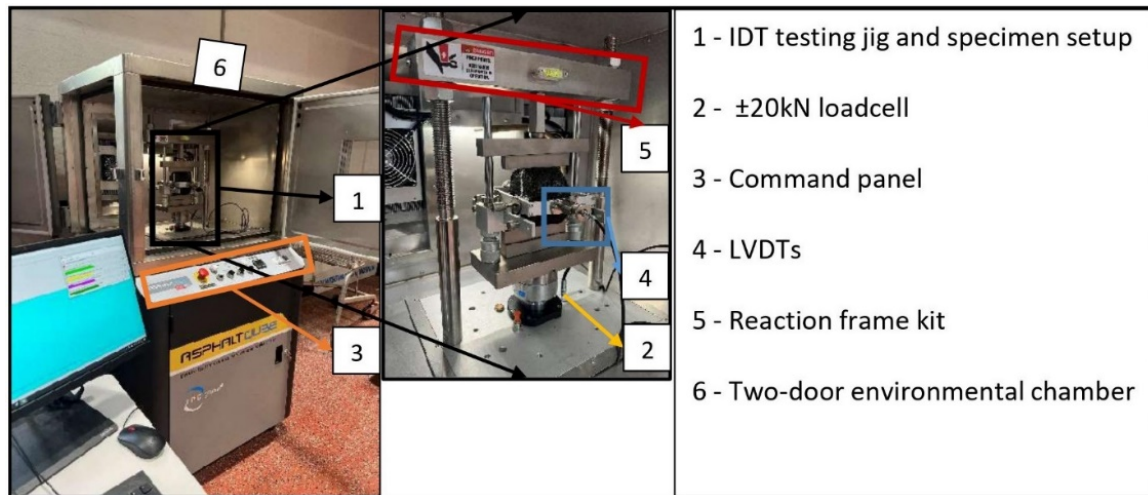 6
1
3
ASPHALTQUBE
5
4
2
1 - IDT testing jig and specimen setup
2 - ±20kN loadcell
3 - Command panel
4 - LVDTs
5 - Reaction frame kit
6 - Two-door environmental chamber